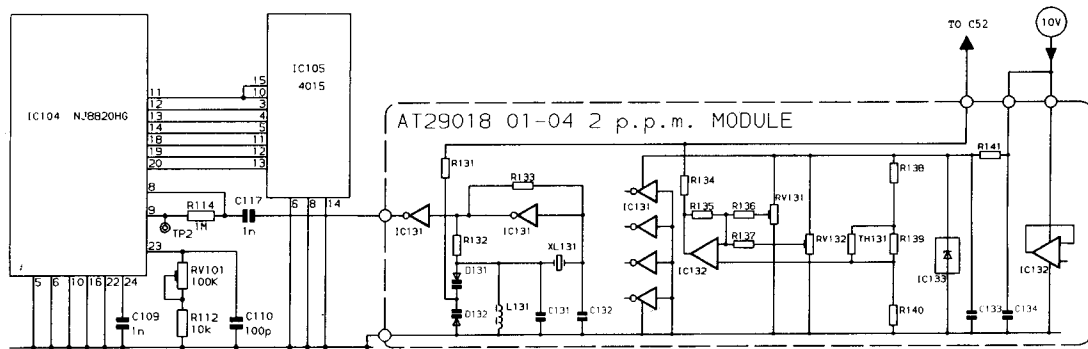 TO C52
10V
IC105
4015
15
10
3
4
5
11
12
13
6 8 14
IC104 NJ8820HG
11
12
13
14
18
19
20
8
9
23
5 6 10 16 22 24
R114
1M
C117
1n
TP2
RV101
100K
R112
10k
C109
1n
C110
100p
AT29018 01-04 2 p.p.m. MODULE
R131
R133
IC131
IC131
R132
XL131
D131
D132
L131
C131
C132
IC131
R134
R135
R136
R137
RV131
RV132
IC132
TH131
R138
R139
R140
R141
IC133
IC132
C133
C134